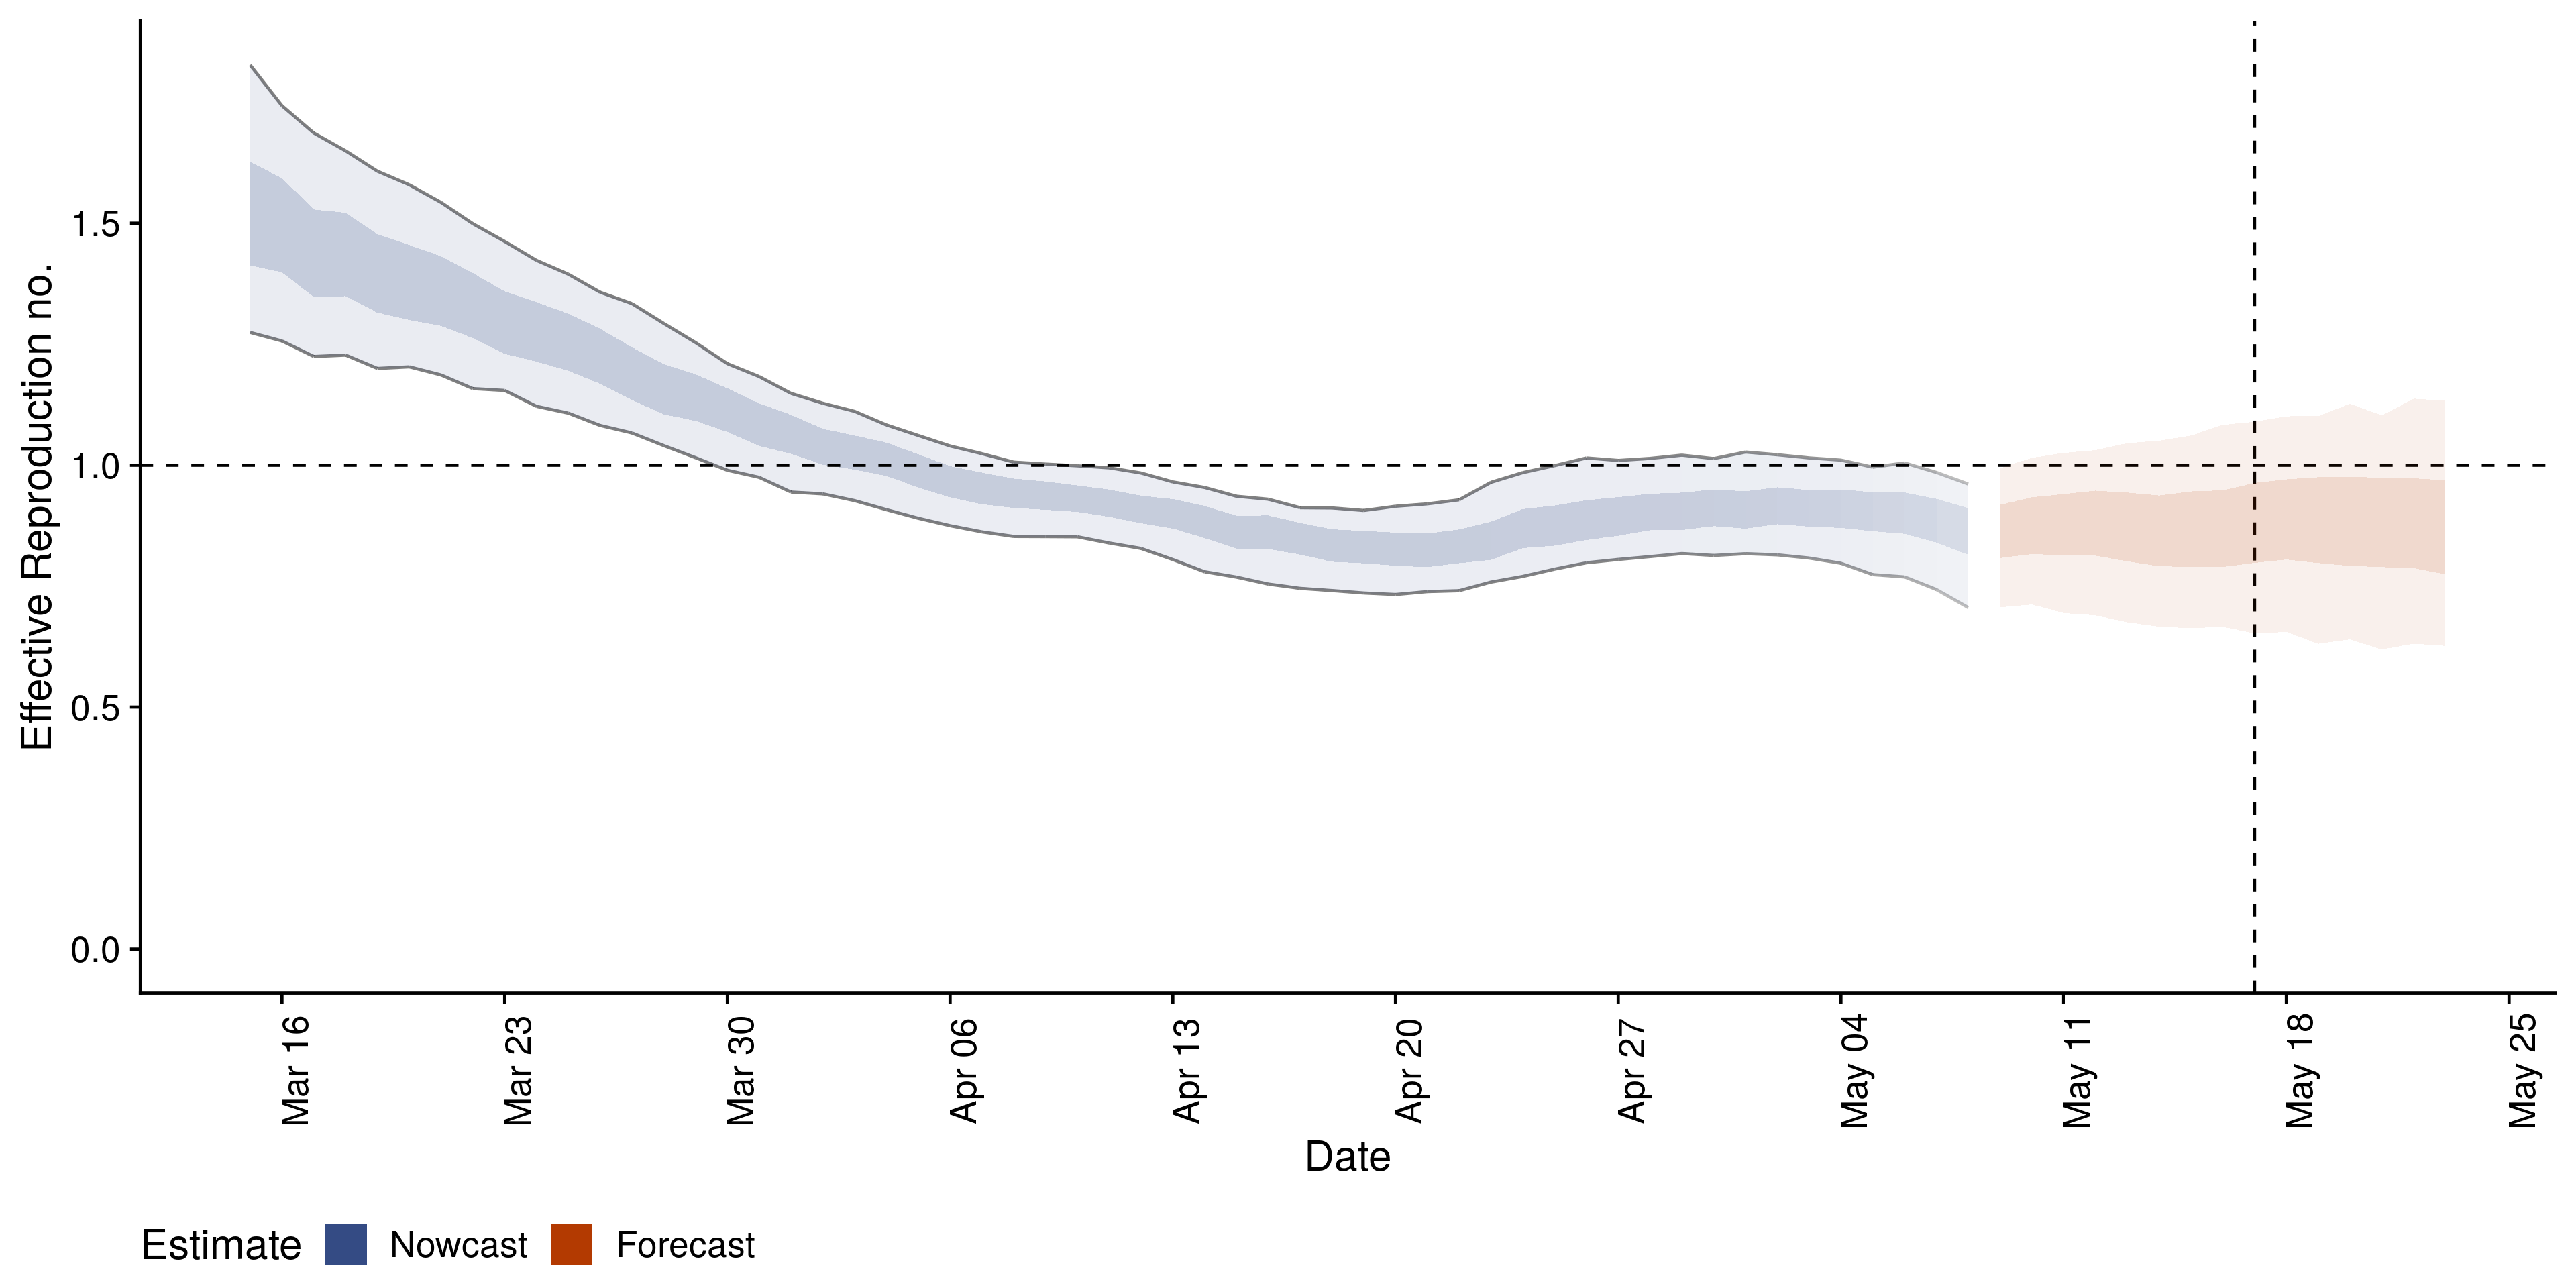 Effective Reproduction no.
1.5
1.0
0.5
0.0
Mar 16
Mar 23
Mar 30
Apr 06
Apr 13
Apr 20
Apr 27
May 04
May 11
May 18
May 25
Date
Estimate Nowcast Forecast